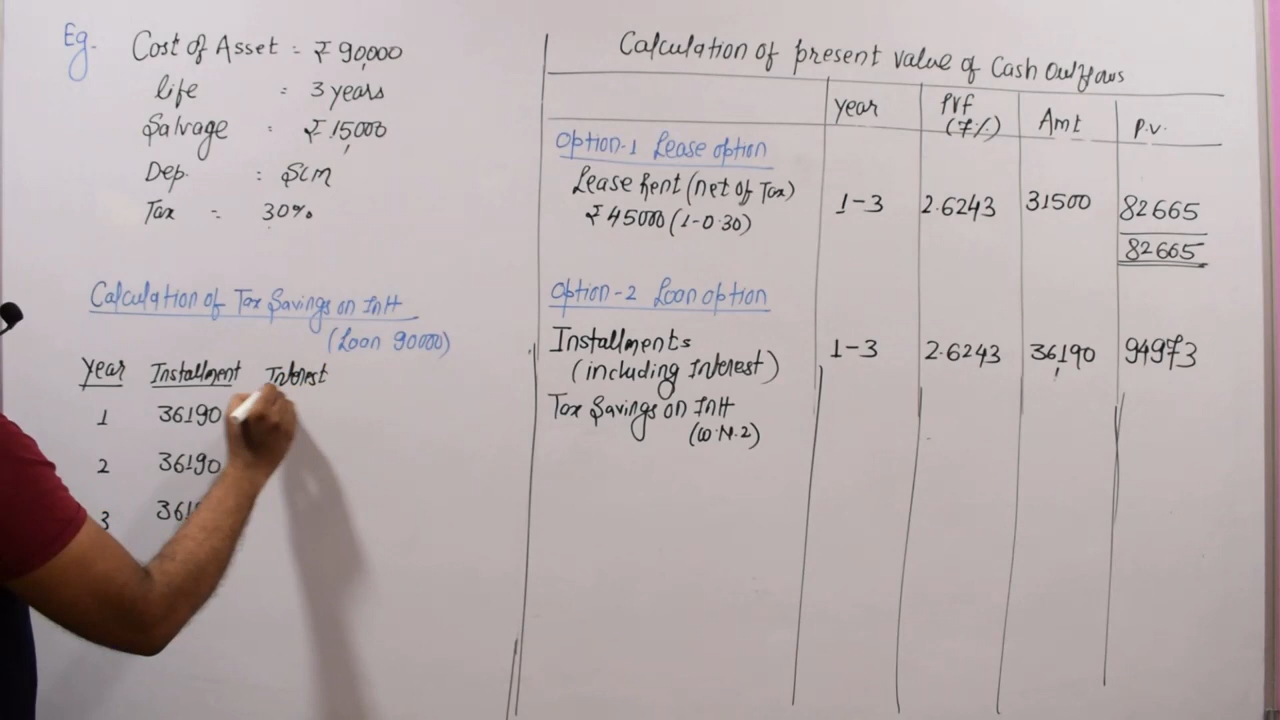 Eg. Cost of Asset = ₹ 90,000
life = 3 years
Salvage = ₹ 15,000
Dep. : SLM
Tax = 30%
Calculation of Tax Savings on Intt
(Loan 90000)
Year Installment Interest
1 36190
2 36190
3 361
Calculation of present value of Cash Outflows
year PVF (7%) Amt P.V.
Option-1 Lease option
Lease Rent (net of Tax) 1-3 2.6243 31500 82665
₹ 45000 (1-0.30)
82665
Option-2 Loan option
Installments 1-3 2.6243 36,190 94973
(including Interest)
Tax Savings on Intt
(W.N.2)